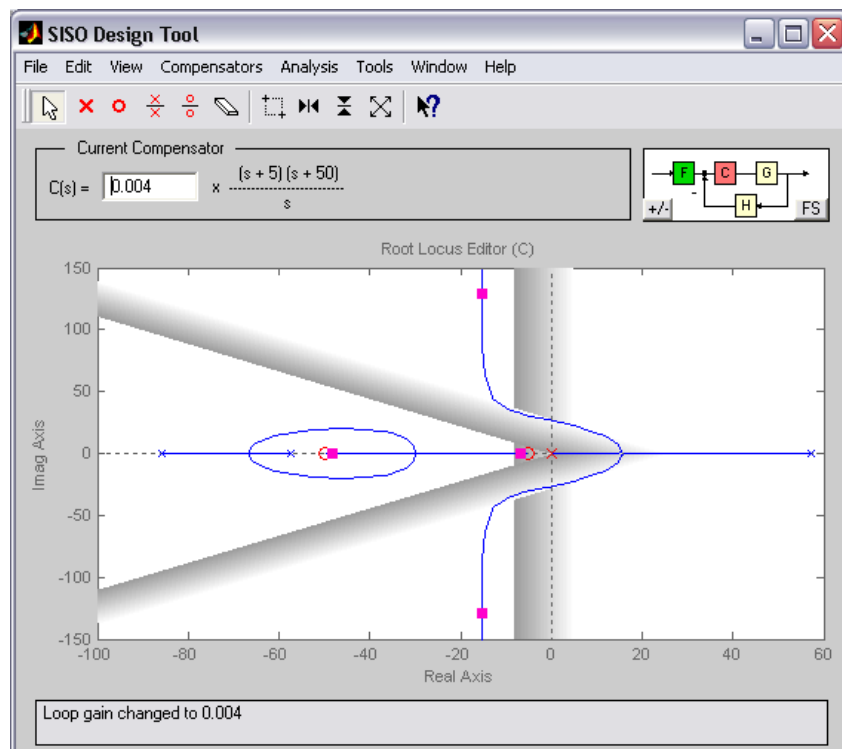 SISO Design Tool
File Edit View Compensators Analysis Tools Window Help
Current Compensator
C(s) = 0.004 x (s + 5) (s + 50)
s
F C G
H
+/- FS
Root Locus Editor (C)
150
100
50
0
-50
-100
-150
Imag Axis
-100 -80 -60 -40 -20 0 20 40 60
Real Axis
Loop gain changed to 0.004